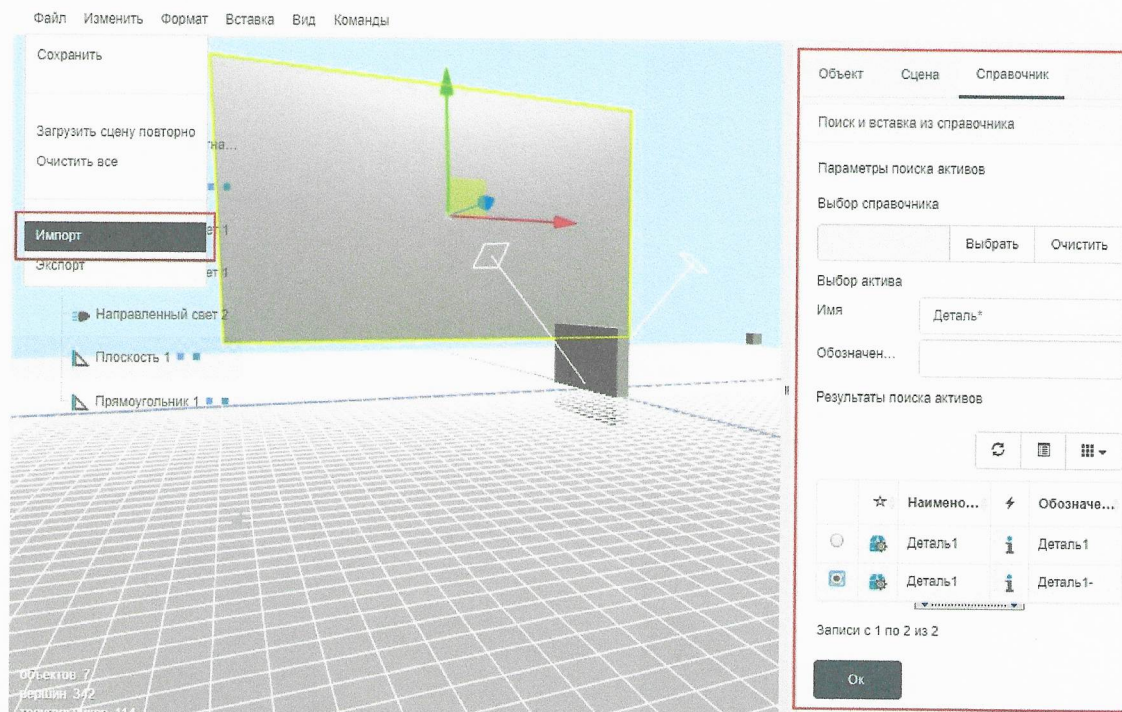 Файл Изменить Формат Вставка Вид Команды
Сохранить
Загрузить сцену повторно
Очистить все
Импорт
Экспорт
Направленный свет 2
Плоскость 1
Прямоугольник 1
объектов 7
вершин 342
Объект Сцена Справочник
Поиск и вставка из справочника
Параметры поиска активов
Выбор справочника
Выбрать Очистить
Выбор актива
Имя Деталь*
Обозначен...
Результаты поиска активов
Наимено... Обозначе...
Деталь1 Деталь1
Деталь1 Деталь1-
Записи с 1 по 2 из 2
Ок